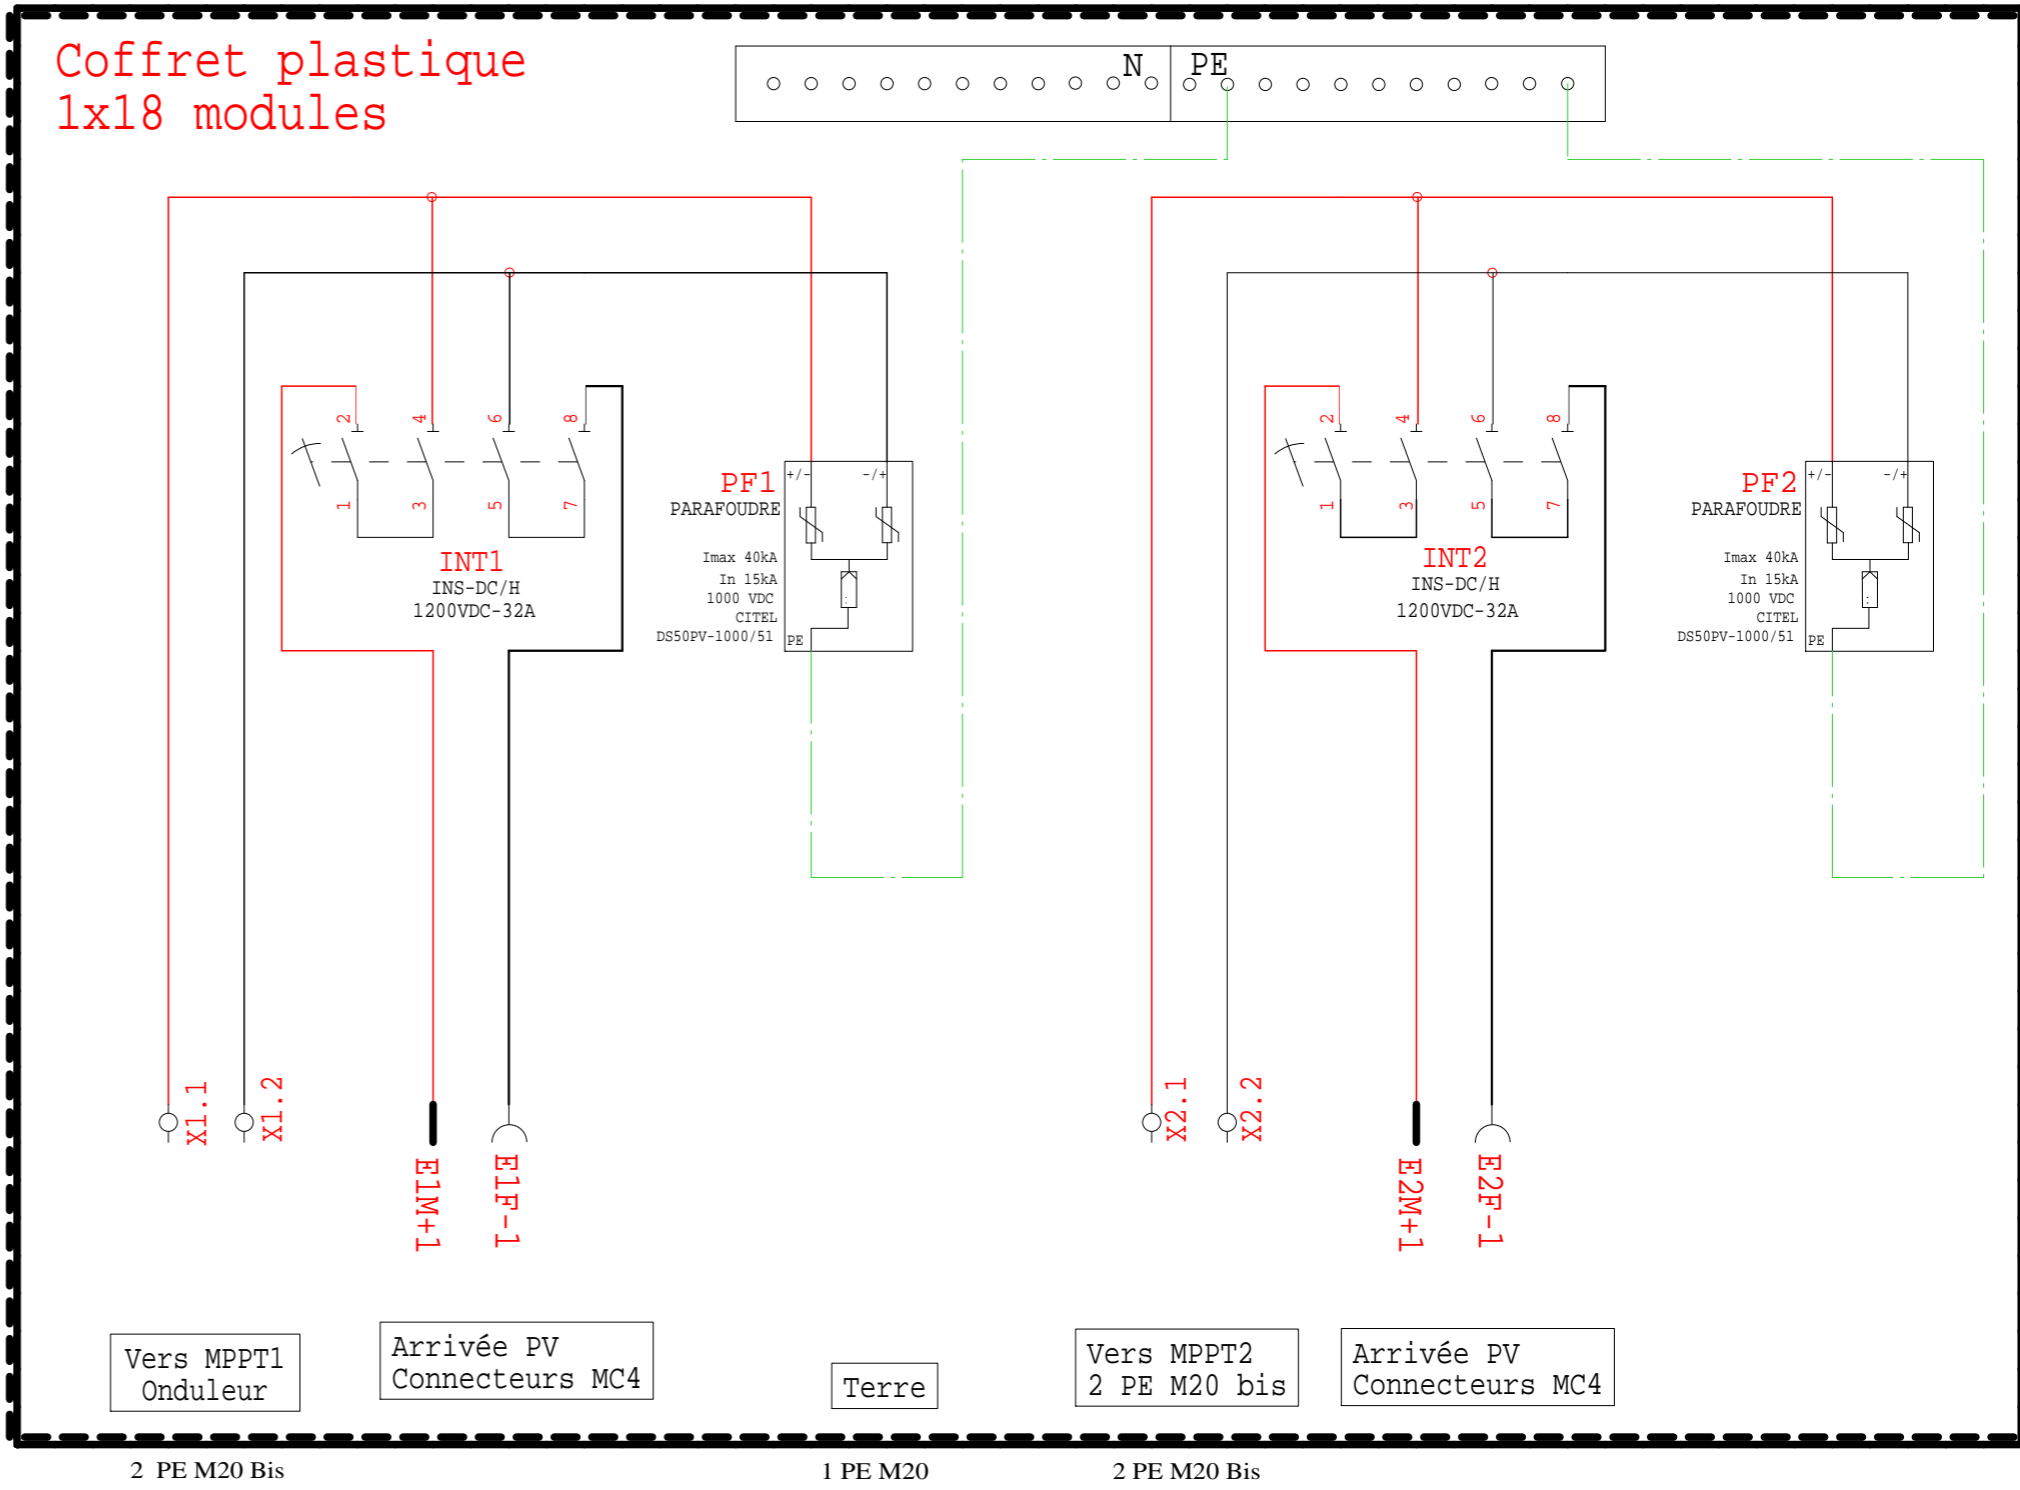 Coffret plastique
1x18 modules
N
PE
2
4
6
8
1
3
5
7
INT1
INS-DC/H
1200VDC-32A
+/-
-/+
PF1
PARAFOUDRE
Imax 40kA
In 15kA
1000 VDC
CITEL
DS50PV-1000/51
PE
2
4
6
8
1
3
5
7
INT2
INS-DC/H
1200VDC-32A
+/-
-/+
PF2
PARAFOUDRE
Imax 40kA
In 15kA
1000 VDC
CITEL
DS50PV-1000/51
PE
X1.1
X1.2
E1M+1
E1F-1
X2.1
X2.2
E2M+1
E2F-1
Vers MPPT1
Onduleur
Arrivée PV
Connecteurs MC4
Terre
Vers MPPT2
2 PE M20 bis
Arrivée PV
Connecteurs MC4
2 PE M20 Bis
1 PE M20
2 PE M20 Bis